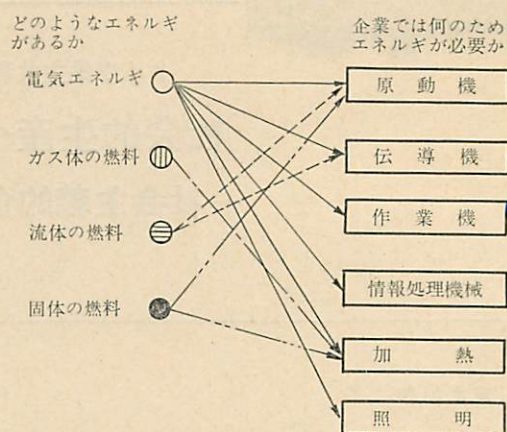 どのようなエネルギ
があるか
電気エネルギ
ガス体の燃料
流体の燃料
固体の燃料
企業では何のため
エネルギが必要か
原動機
伝導機
作業機
情報処理機械
加熱
照明